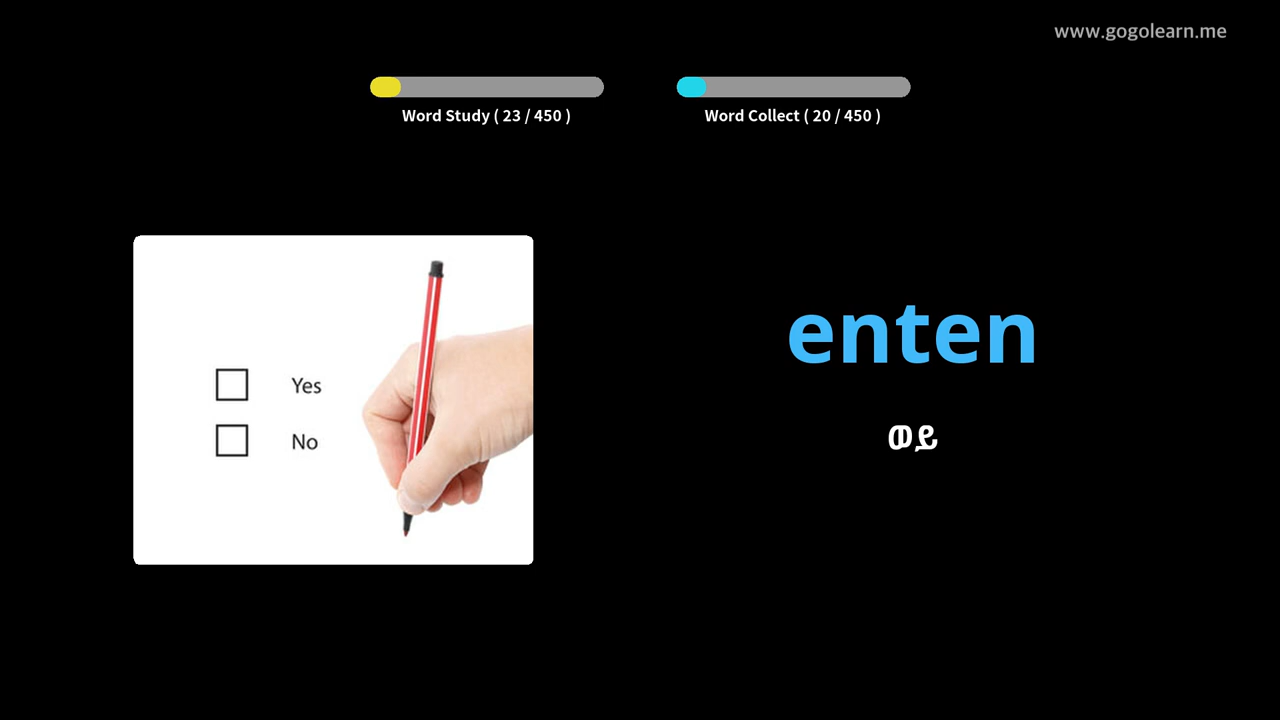 www.gogolearn.me
Word Study ( 23 / 450 )
Word Collect ( 20 / 450 )
Yes
No
enten
ወይ